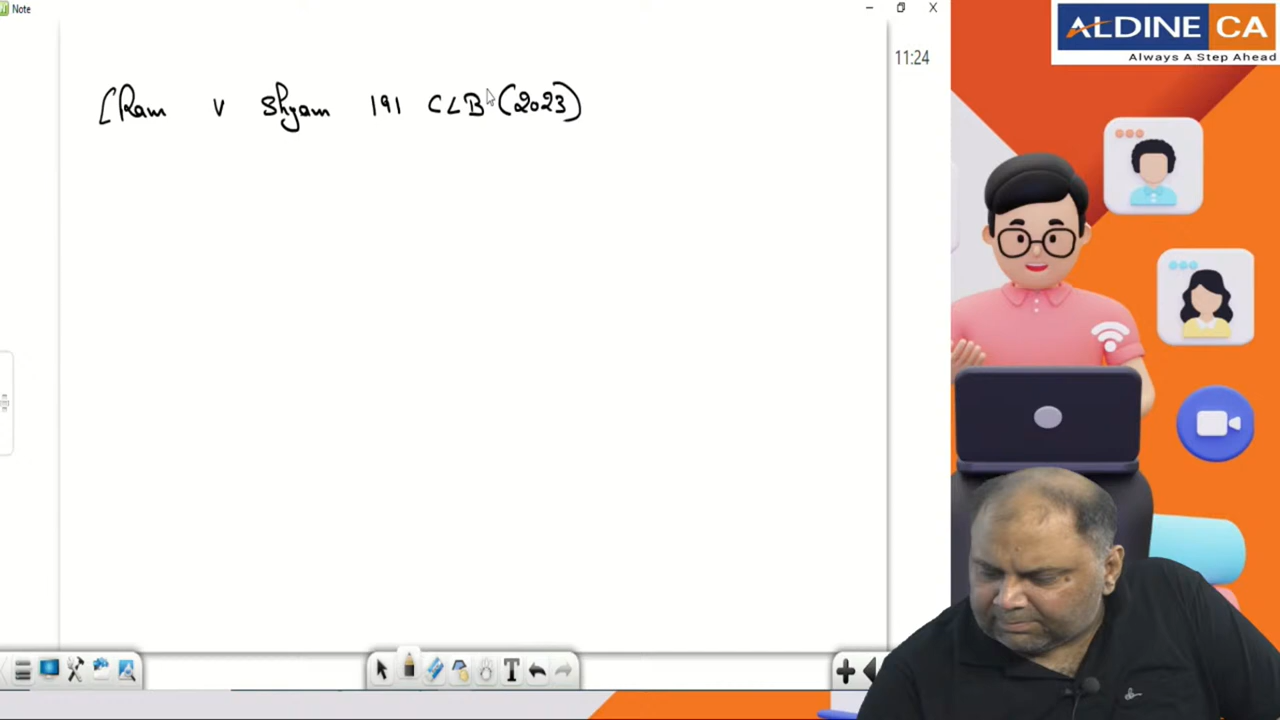 Note
11:24
ALDINE CA
Always A Step Ahead
[Ram v Shyam 191 CLB (2023)
T